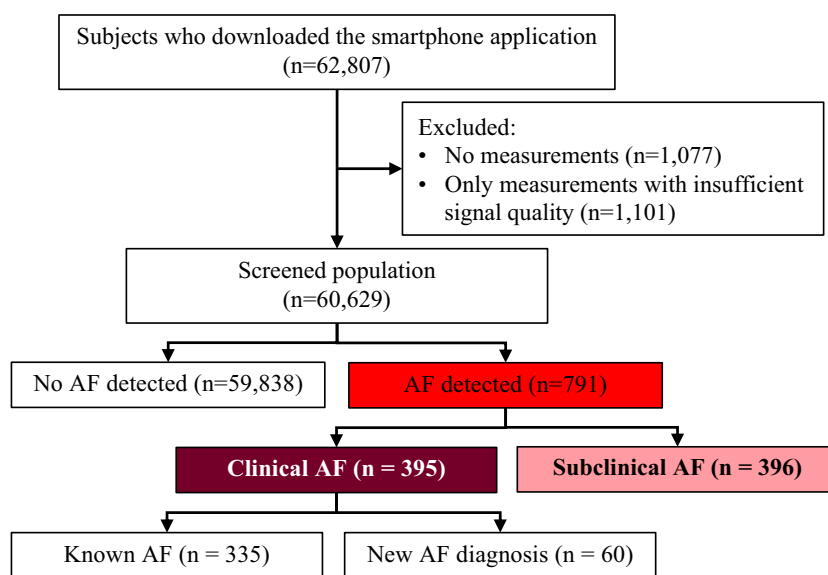 Subjects who downloaded the smartphone application
(n=62,807)
Excluded:
• No measurements (n=1,077)
• Only measurements with insufficient
signal quality (n=1,101)
Screened population
(n=60,629)
No AF detected (n=59,838)
AF detected (n=791)
Clinical AF (n = 395)
Subclinical AF (n = 396)
Known AF (n = 335)
New AF diagnosis (n = 60)